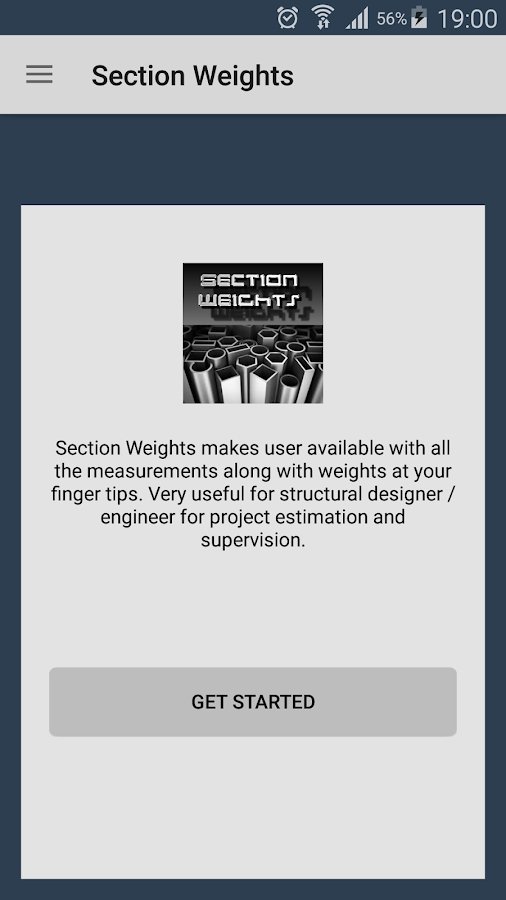 56% 19:00
Section Weights
SECTION
WEIGHTS
Section Weights makes user available with all
the measurements along with weights at your
finger tips. Very useful for structural designer /
engineer for project estimation and
supervision.
GET STARTED